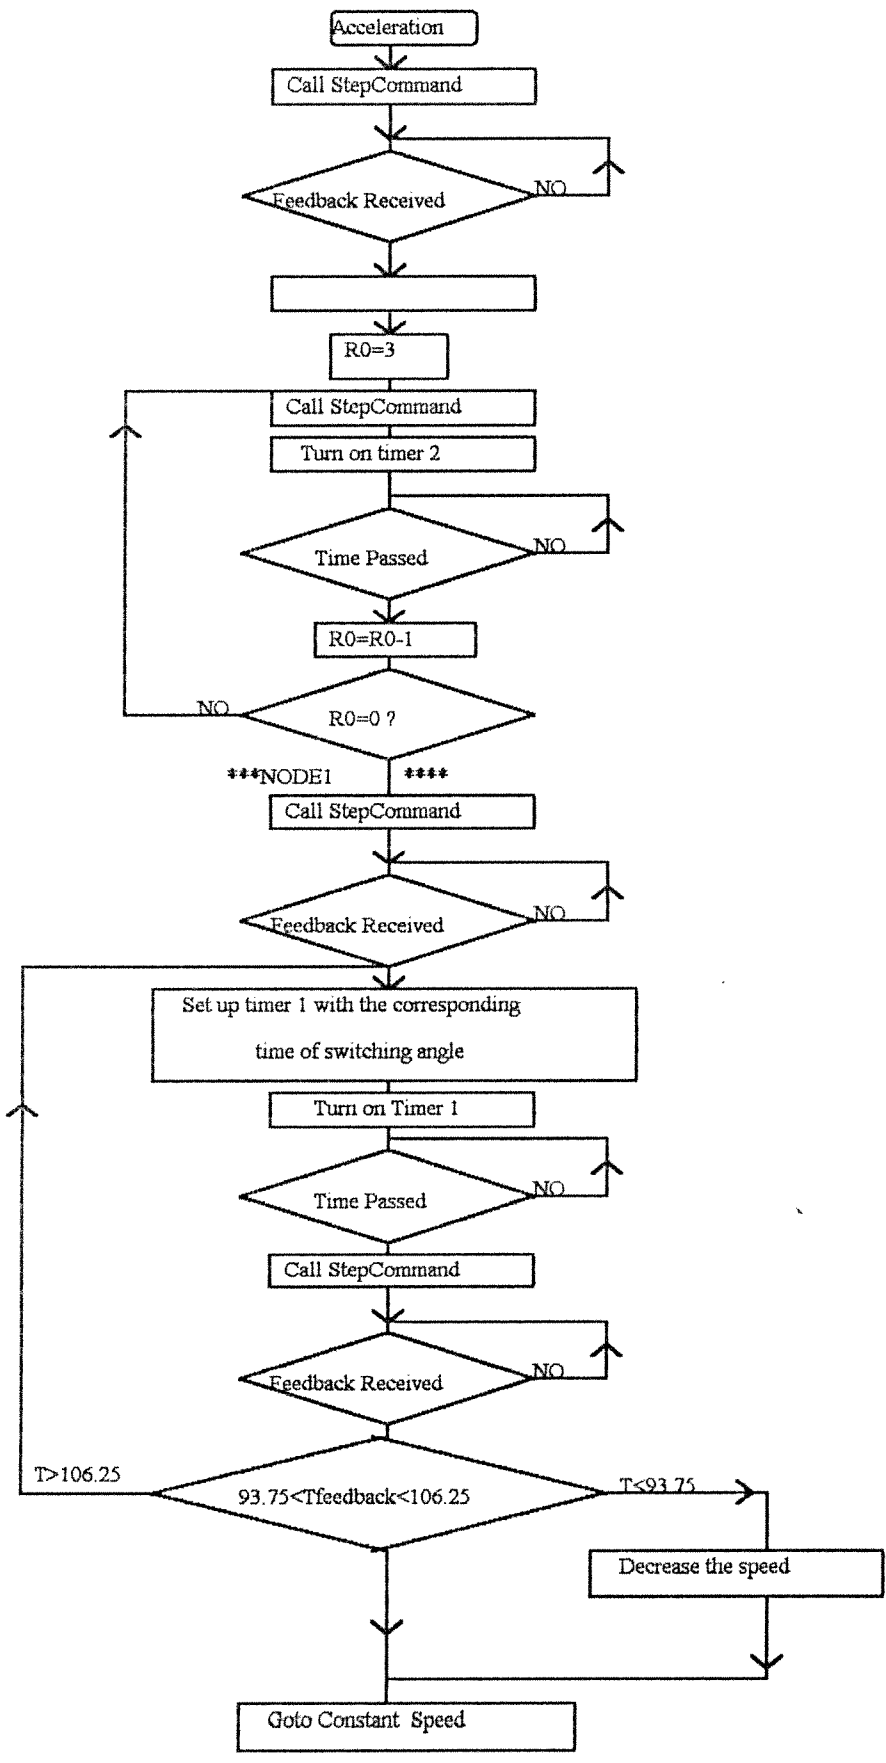 Acceleration
Call StepCommand
NO
Feedback Received
R0=3
Call StepCommand
Turn on timer 2
NO
Time Passed
R0=R0-1
NO
R0=0 ?
***NODE1 ****
Call StepCommand
NO
Feedback Received
Set up timer 1 with the corresponding
time of switching angle
Turn on Timer 1
NO
Time Passed
Call StepCommand
NO
Feedback Received
T>106.25
T<93.75
93.75<Tfeedback<106.25
Decrease the speed
Goto Constant Speed